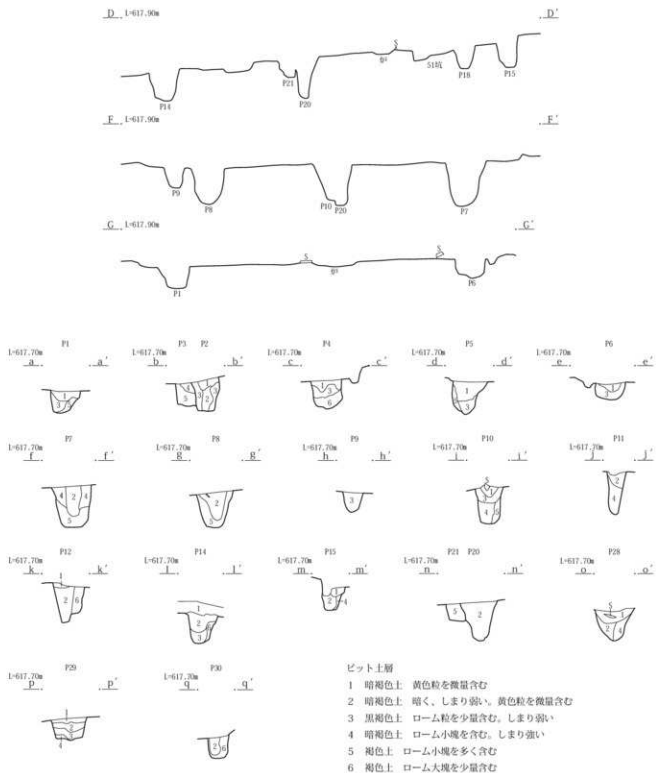 D L=617.90m D′
S
炉
51坑
P14 P21 P20 P18 P15
F L=617.90m F′
P9 P8 P10 P20 P7
G L=617.90m G′
S 炉 S
P1 P6
P1 P3 P2 P4 P5 P6
L=617.70m L=617.70m L=617.70m L=617.70m L=617.70m
a a′ b b′ c c′ d d′ e e′
P7 P8 P9 P10 P11
L=617.70m L=617.70m L=617.70m L=617.70m L=617.70m
f f′ g g′ h h′ i i′ j j′
P12 P14 P15 P21 P20 P28
L=617.70m L=617.70m L=617.70m L=617.70m L=617.70m
k k′ l l′ m m′ n n′ o o′
P29 P30
L=617.70m L=617.70m
p p′ q q′
ピット土層
1 暗褐色土 黄色粒を微量含む
2 暗褐色土 暗く、しまり弱い。黄色粒を微量含む
3 黒褐色土 ローム粒を少量含む。しまり弱い
4 暗褐色土 ローム小塊を含む。しまり強い
5 褐色土 ローム小塊を多く含む
6 褐色土 ローム大塊を少量含む